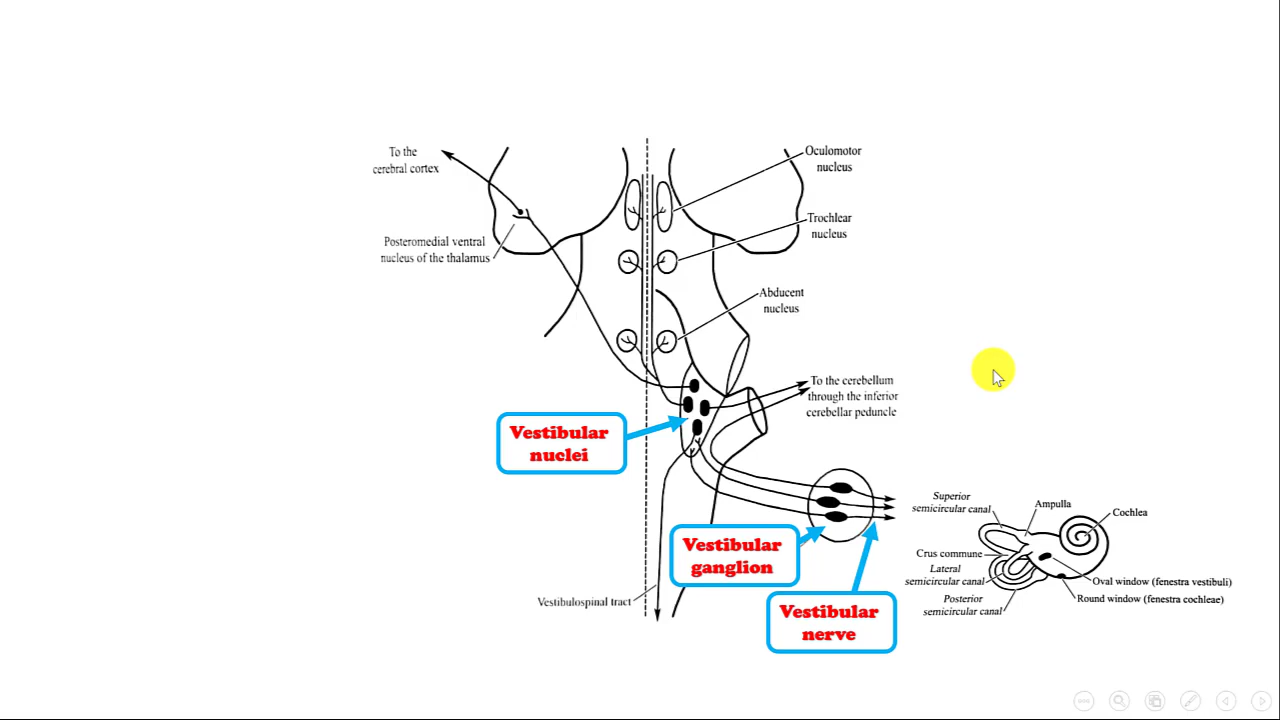 To the
cerebral cortex
Oculomotor
nucleus
Trochlear
nucleus
Posteromedial ventral
nucleus of the thalamus
Abducent
nucleus
To the cerebellum
through the inferior
cerebellar peduncle
Vestibular
nuclei
Superior
semicircular canal
Ampulla
Cochlea
Vestibular
ganglion
Crus commune
Lateral
semicircular canal
Oval window (fenestra vestibuli)
Posterior
semicircular canal
Round window (fenestra cochleae)
Vestibulospinal tract
Vestibular
nerve